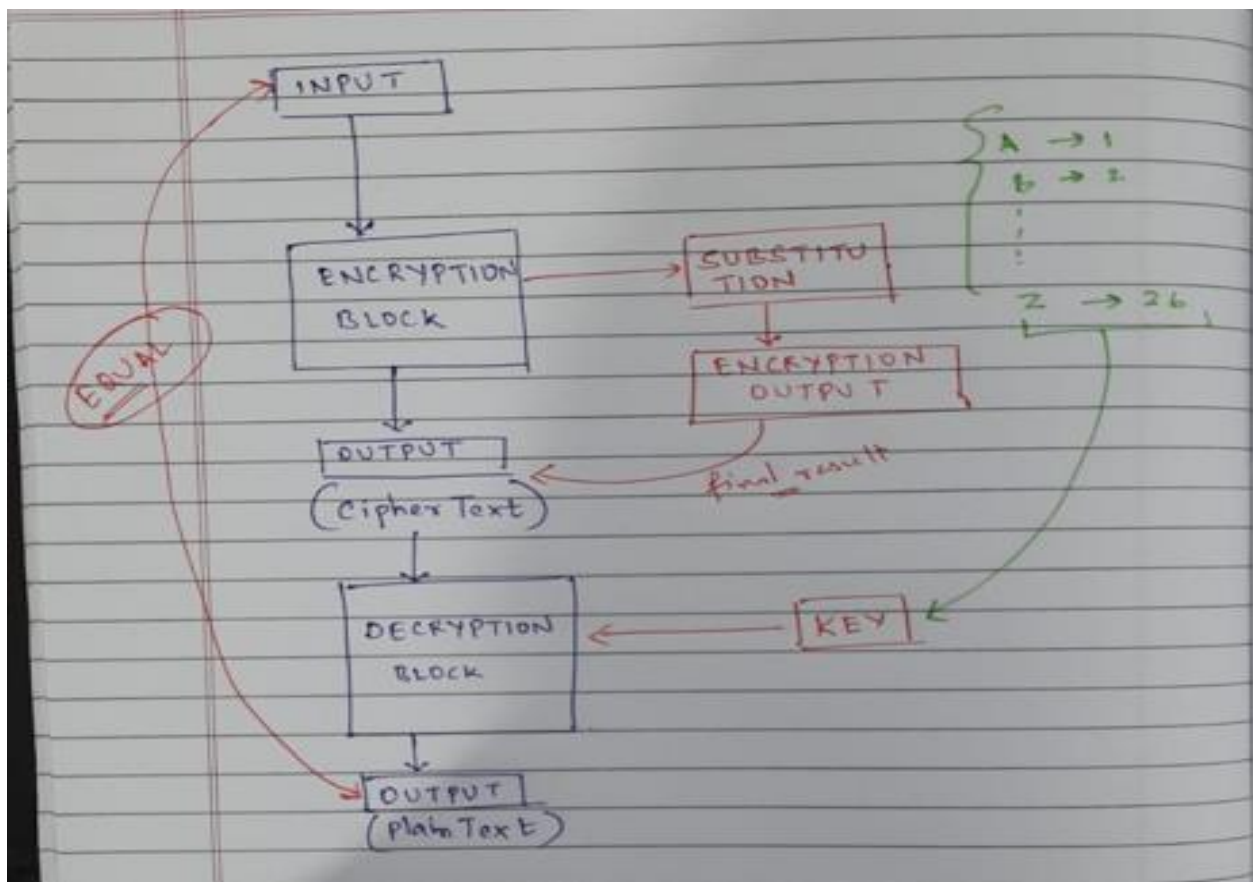 INPUT
A → 1
B → 2
ENCRYPTION
BLOCK
SUBSTITU
TION
Z → 26
EQUAL
ENCRYPTION
OUTPUT
OUTPUT
final result
(Cipher Text)
DECRYPTION
BLOCK
KEY
OUTPUT
(Plain Text)